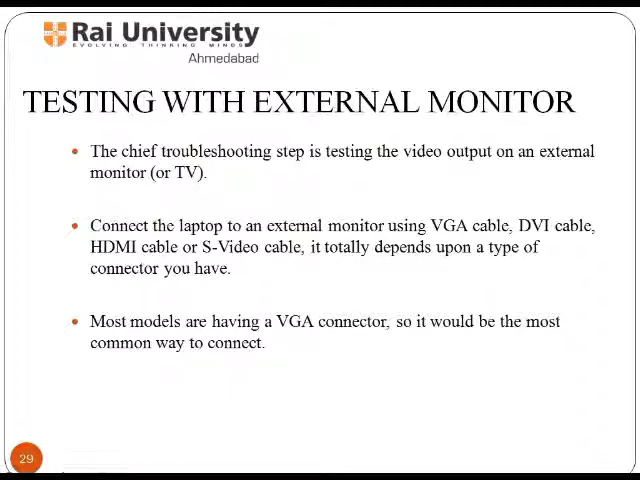 Rai University
EVOLVING THINKING MINDS
Ahmedabad
TESTING WITH EXTERNAL MONITOR
• The chief troubleshooting step is testing the video output on an external
monitor (or TV).
• Connect the laptop to an external monitor using VGA cable, DVI cable,
HDMI cable or S-Video cable, it totally depends upon a type of
connector you have.
• Most models are having a VGA connector, so it would be the most
common way to connect.
29